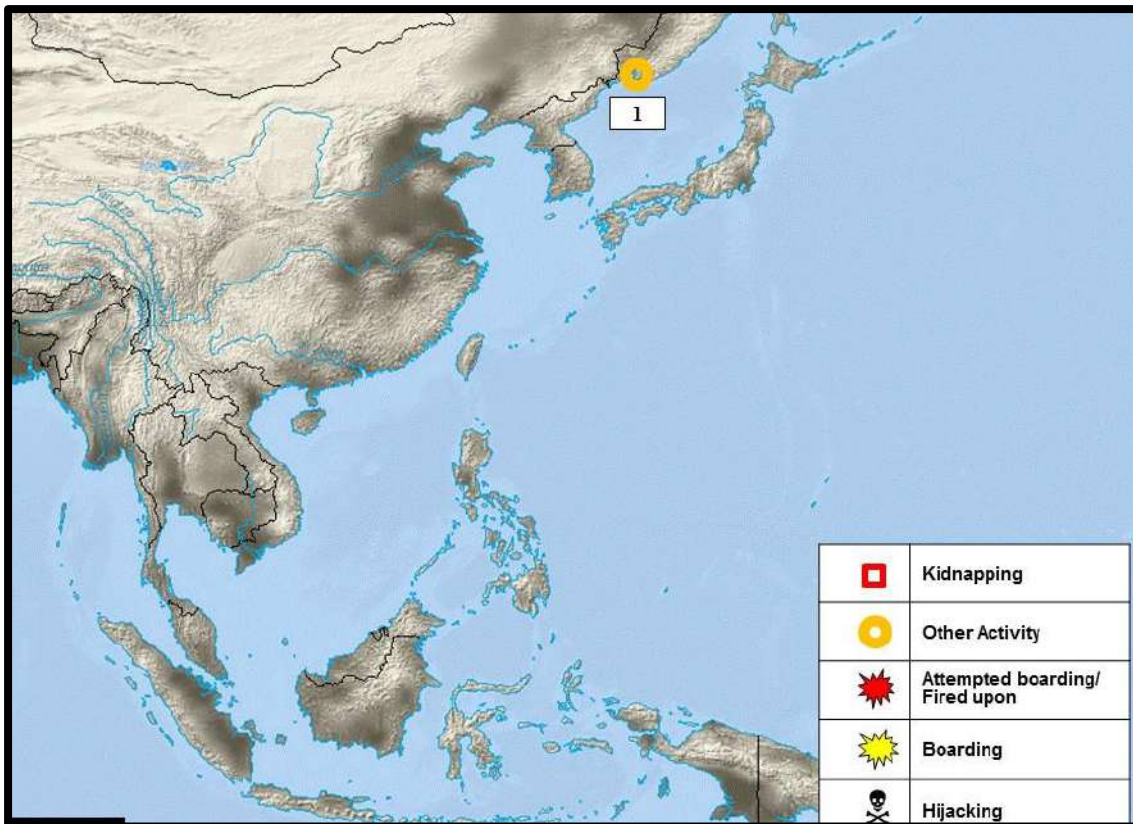 1
Kidnapping
Other Activity
Attempted boarding/
Fired upon
Boarding
Hijacking